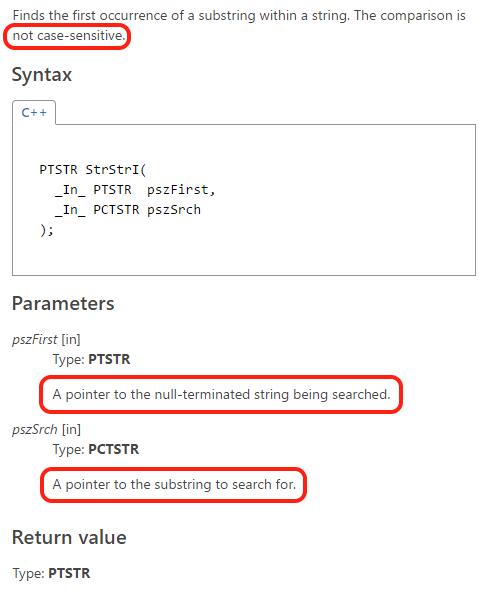 Finds the first occurrence of a substring within a string. The comparison is
not case-sensitive.
Syntax
C++
PTSTR StrStrI(
  _In_ PTSTR  pszFirst,
  _In_ PCTSTR pszSrch
);
Parameters
pszFirst [in]
Type: PTSTR
A pointer to the null-terminated string being searched.
pszSrch [in]
Type: PCTSTR
A pointer to the substring to search for.
Return value
Type: PTSTR